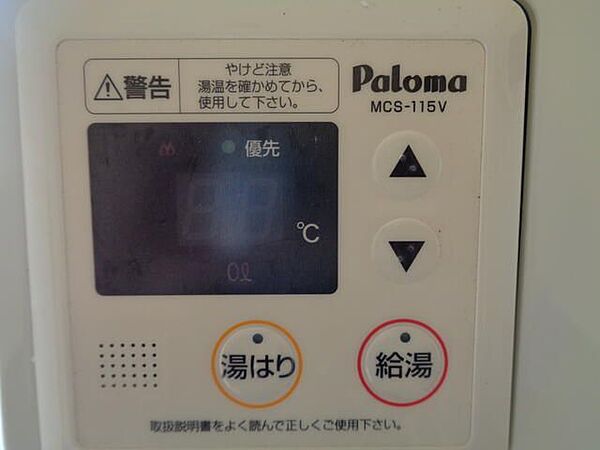 警告
やけど注意
湯温を確かめてから、
使用して下さい。
Paloma
MCS-115V
優先
℃
0ℓ
湯はり
給湯
取扱説明書をよく読んで正しくご使用下さい。